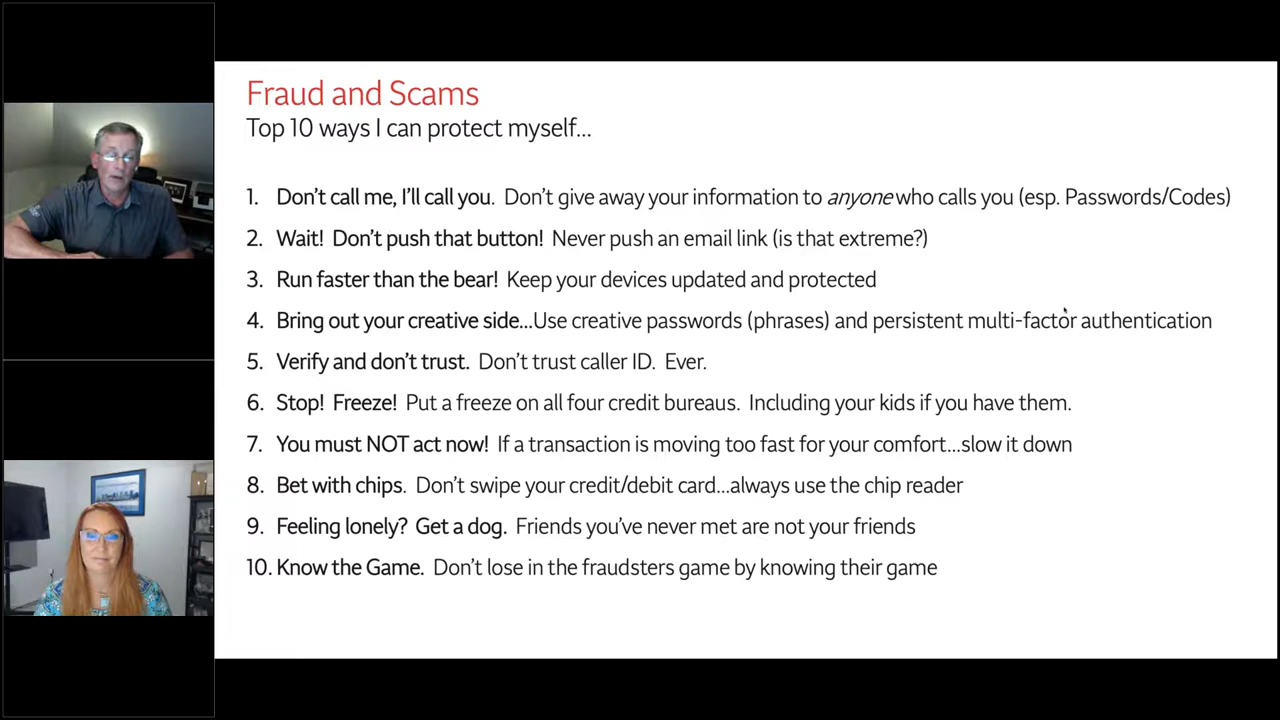 Fraud and Scams
Top 10 ways I can protect myself...
1. Don't call me, I'll call you. Don't give away your information to anyone who calls you (esp. Passwords/Codes)
2. Wait! Don't push that button! Never push an email link (is that extreme?)
3. Run faster than the bear! Keep your devices updated and protected
4. Bring out your creative side...Use creative passwords (phrases) and persistent multi-factor authentication
5. Verify and don't trust. Don't trust caller ID. Ever.
6. Stop! Freeze! Put a freeze on all four credit bureaus. Including your kids if you have them.
7. You must NOT act now! If a transaction is moving too fast for your comfort...slow it down
8. Bet with chips. Don't swipe your credit/debit card...always use the chip reader
9. Feeling lonely? Get a dog. Friends you've never met are not your friends
10. Know the Game. Don't lose in the fraudsters game by knowing their game